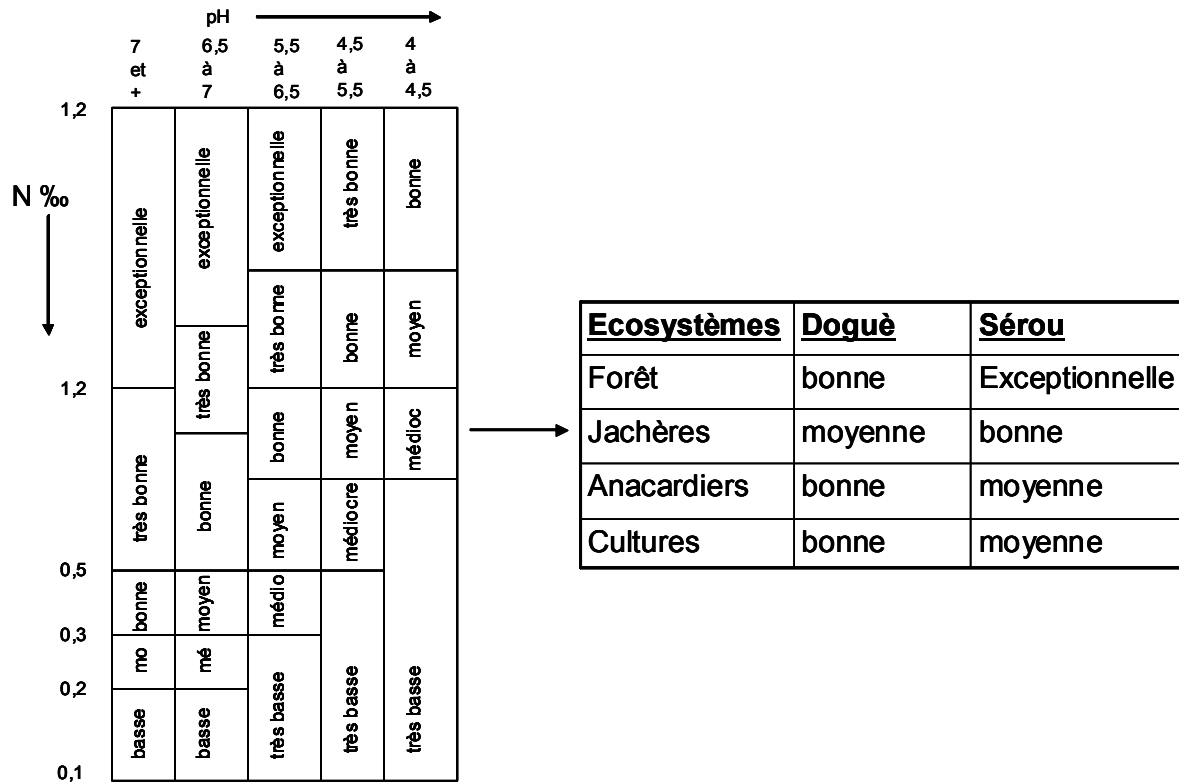 pH
7 et +
6,5 à 7
5,5 à 6,5
4,5 à 5,5
4 à 4,5
N ‰
1,2
1,2
0,5
0,3
0,2
0,1
exceptionnelle
très bonne
bonne
mo
basse
exceptionnelle
très bonne
bonne
moyen
mé
basse
exceptionnelle
très bonne
bonne
moyen
médio
très basse
très bonne
bonne
moyen
médiocre
très basse
bonne
moyen
médioc
très basse
Ecosystèmes Doguè Sérou
Forêt bonne Exceptionnelle
Jachères moyenne bonne
Anacardiers bonne moyenne
Cultures bonne moyenne